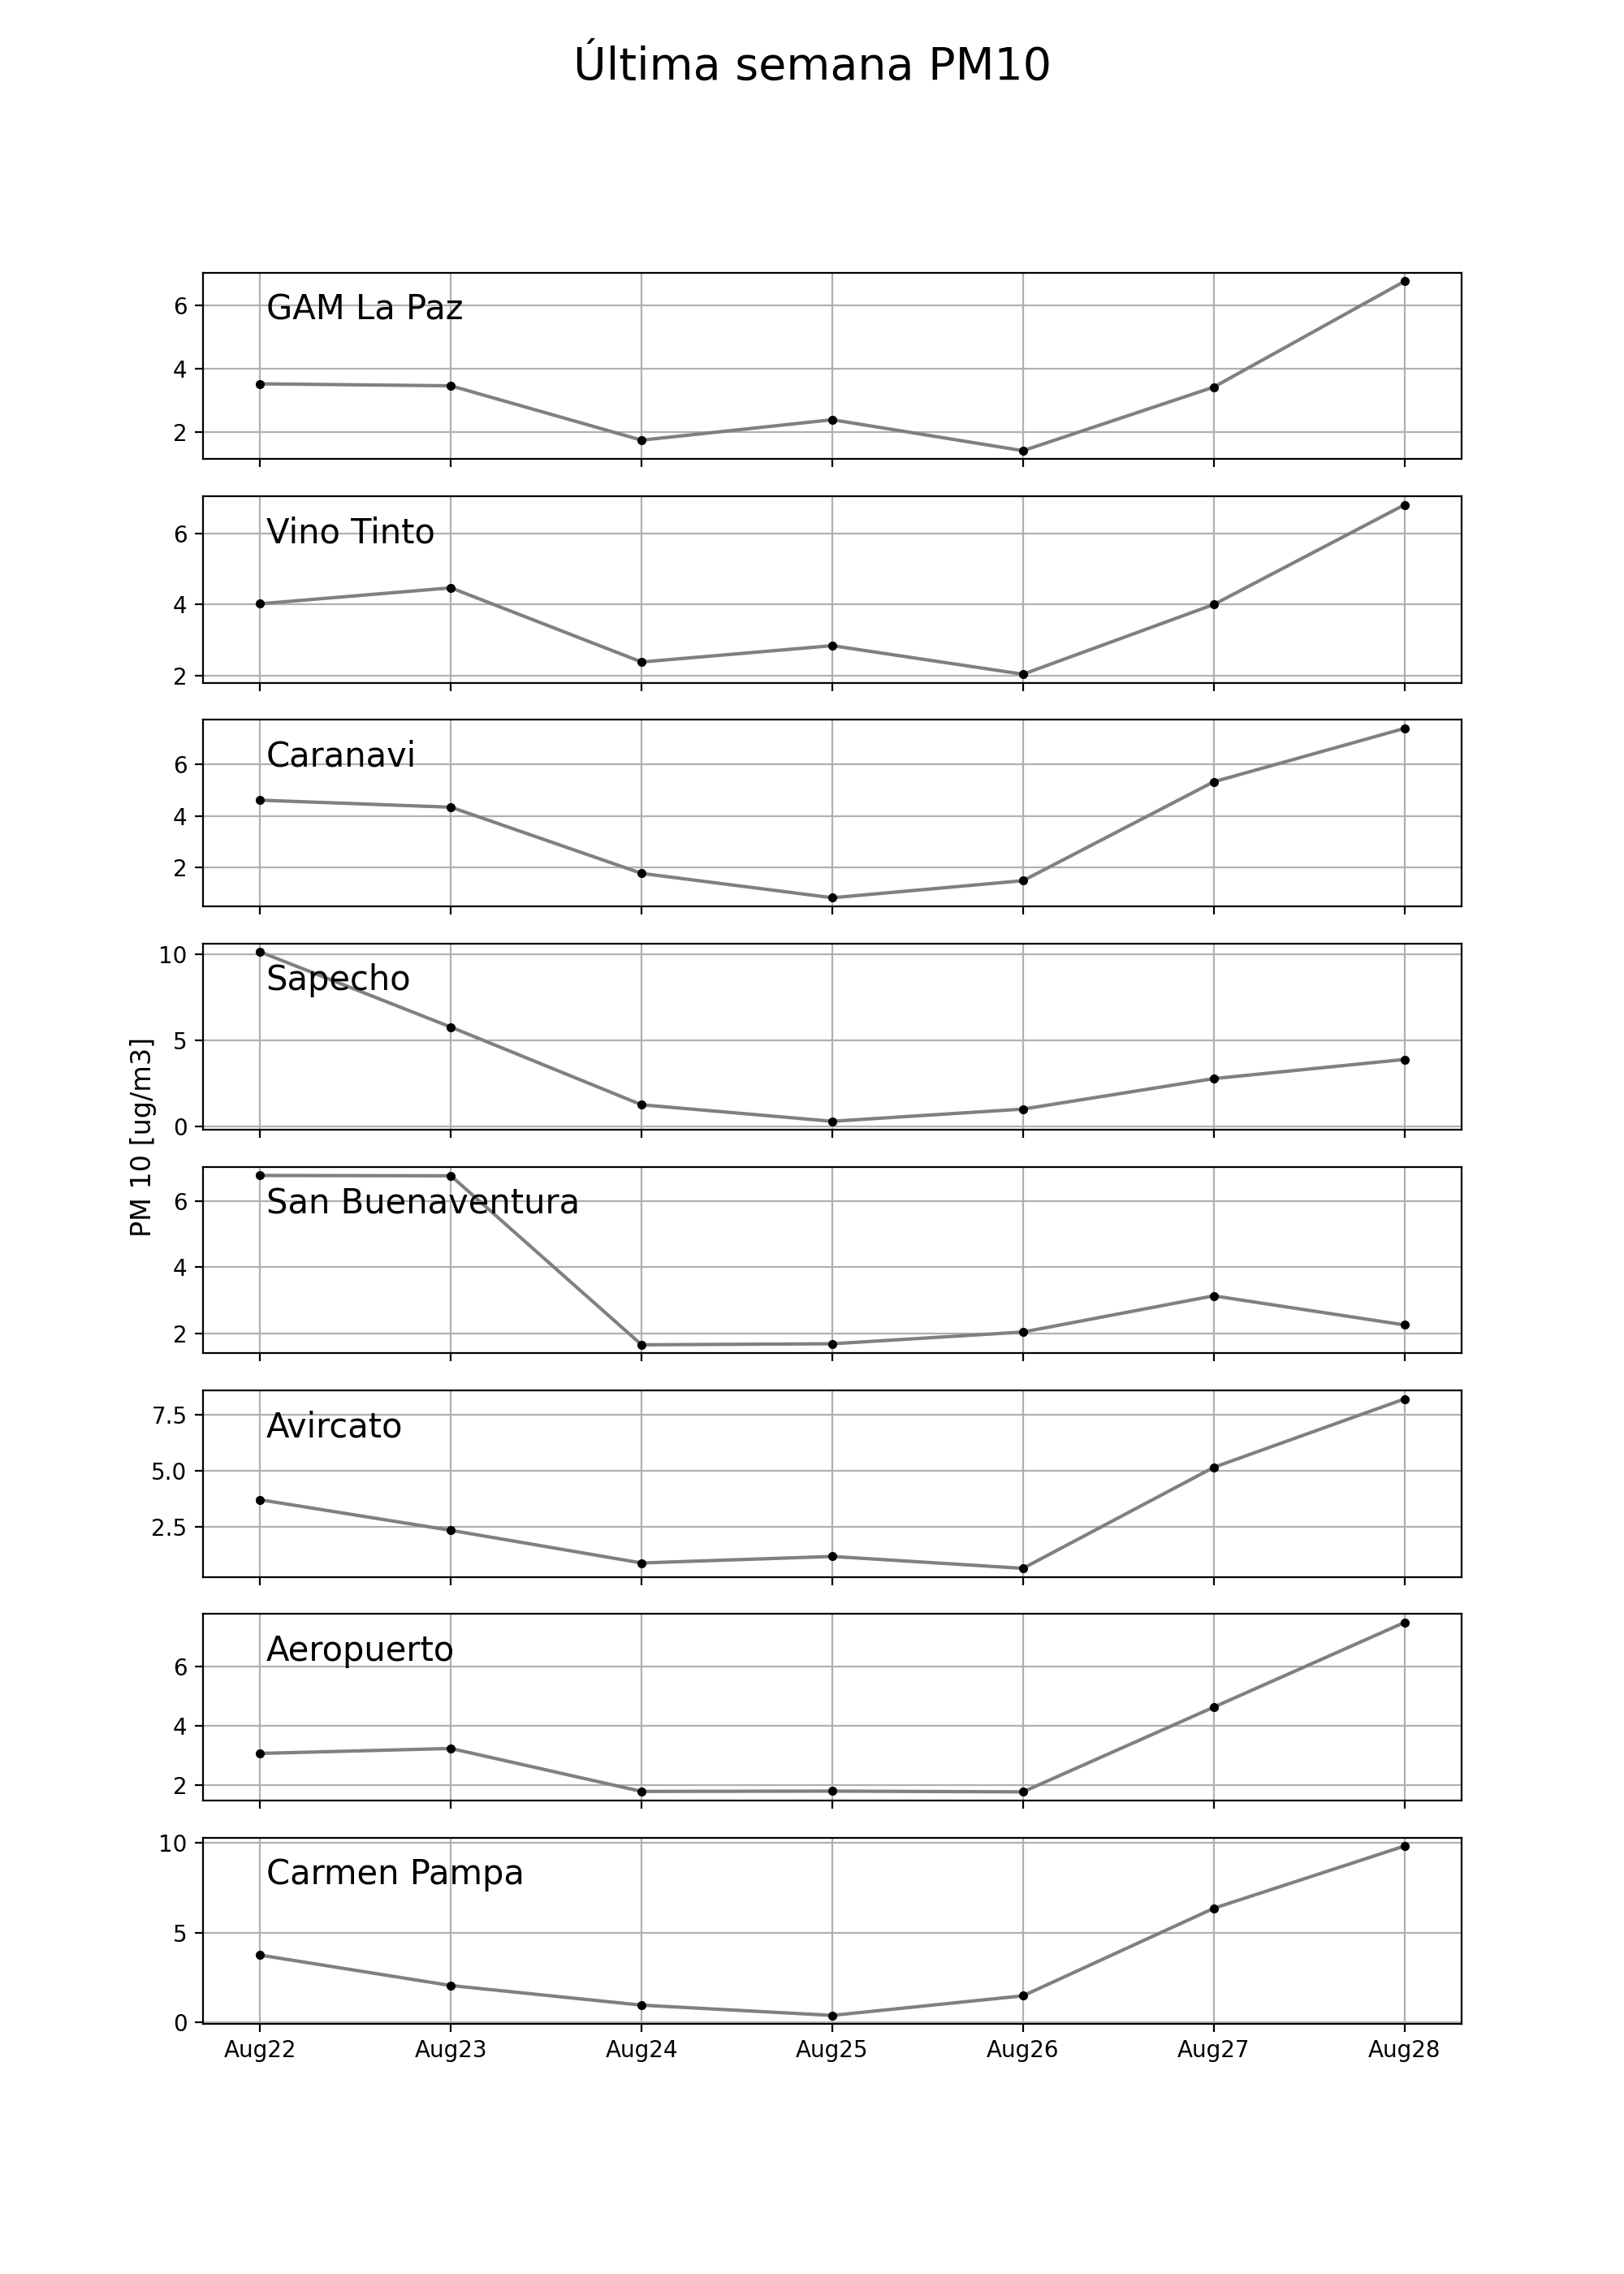 Última semana PM10
GAM La Paz
6
4
2
Vino Tinto
6
4
2
Caranavi
6
4
2
Sapecho
10
5
0
PM 10 [ug/m3]
San Buenaventura
6
4
2
Avircato
7.5
5.0
2.5
Aeropuerto
6
4
2
Carmen Pampa
10
5
0
Aug22 Aug23 Aug24 Aug25 Aug26 Aug27 Aug28